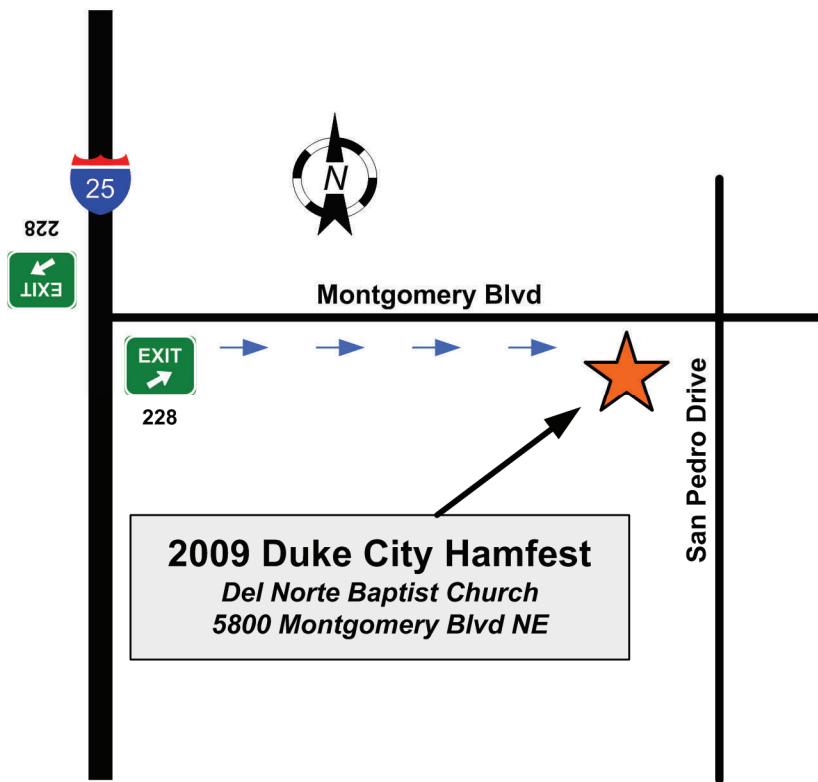 25
N
228
EXIT
Montgomery Blvd
EXIT
228
San Pedro Drive
2009 Duke City Hamfest
Del Norte Baptist Church
5800 Montgomery Blvd NE